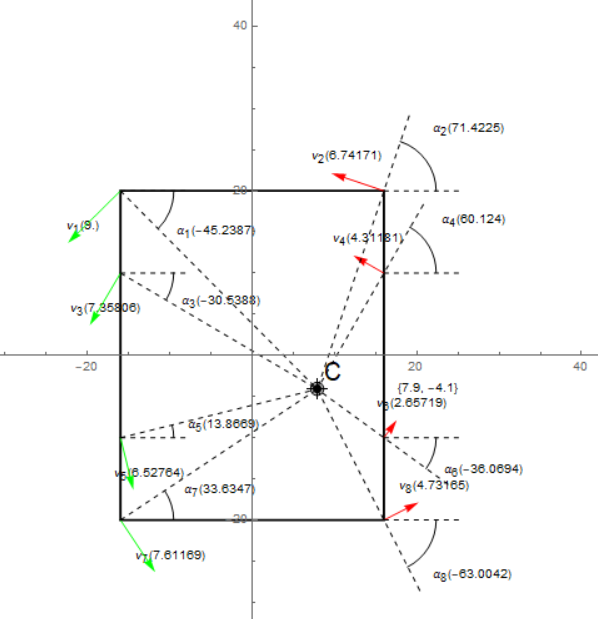 40
α2(71.4225)
v2(6.74171)
20
α4(60.124)
v1(9.)
α1(-45.2387)
v4(4.31181)
v3(7.35806)
α3(-30.5388)
-20
20
40
C
{7.9, -4.1}
v6(2.65719)
α5(13.8669)
v5(6.52764)
α6(-36.0694)
α7(33.6347)
v8(4.73165)
-20
v7(7.61169)
α8(-63.0042)